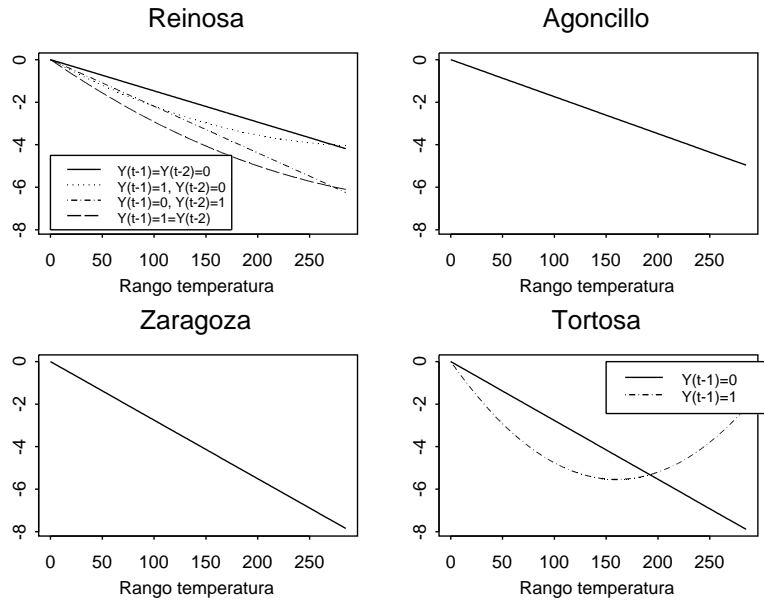 Reinosa
0
-2
-4
-6
-8
Y(t-1)=Y(t-2)=0
Y(t-1)=1, Y(t-2)=0
Y(t-1)=0, Y(t-2)=1
Y(t-1)=1=Y(t-2)
0 50 100 150 200 250
Rango temperatura
Agoncillo
0
-2
-4
-6
-8
0 50 100 150 200 250
Rango temperatura
Zaragoza
0
-2
-4
-6
-8
0 50 100 150 200 250
Rango temperatura
Tortosa
0
-2
-4
-6
-8
Y(t-1)=0
Y(t-1)=1
0 50 100 150 200 250
Rango temperatura